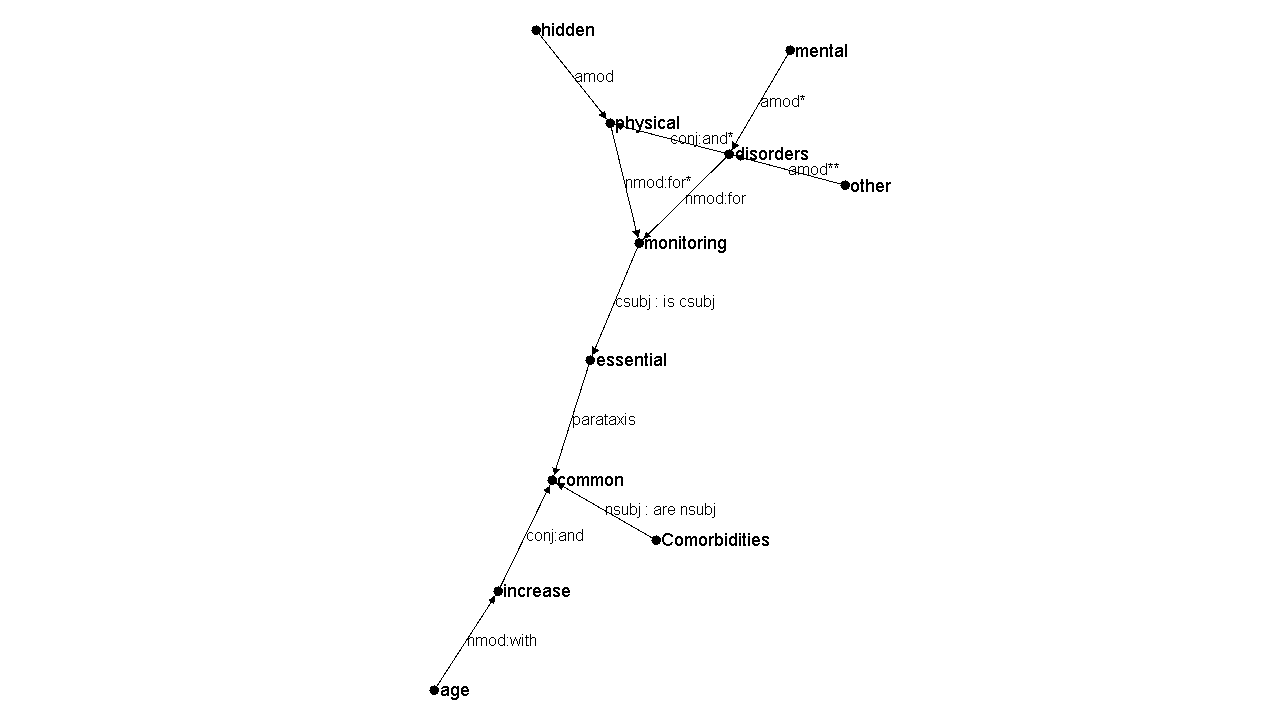 hidden
mental
amod
amod*
physical
conj:and*
disorders
amod**
nmod:for*
other
nmod:for
monitoring
csubj : is csubj
essential
parataxis
common
nsubj : are nsubj
conj:and
Comorbidities
increase
nmod:with
age